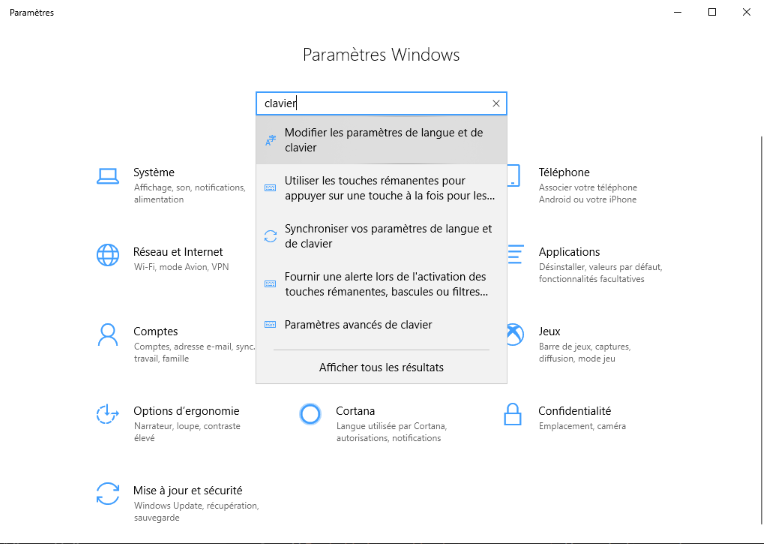 Paramètres
Paramètres Windows
clavier
Modifier les paramètres de langue et de
clavier
Utiliser les touches rémanentes pour
appuyer sur une touche à la fois pour les...
Synchroniser vos paramètres de langue et
de clavier
Fournir une alerte lors de l'activation des
touches rémanentes, bascules ou filtres...
Paramètres avancés de clavier
Afficher tous les résultats
Système
Affichage, son, notifications,
alimentation
Téléphone
Associer votre téléphone
Android ou votre iPhone
Réseau et Internet
Wi-Fi, mode Avion, VPN
Applications
Désinstaller, valeurs par défaut,
fonctionnalités facultatives
Comptes
Comptes, adresse e-mail, sync.
travail, famille
Jeux
Barre de jeux, captures,
diffusion, mode jeu
Options d’ergonomie
Narrateur, loupe, contraste
élevé
Cortana
Langue utilisée par Cortana,
autorisations, notifications
Confidentialité
Emplacement, caméra
Mise à jour et sécurité
Windows Update, récupération,
sauvegarde